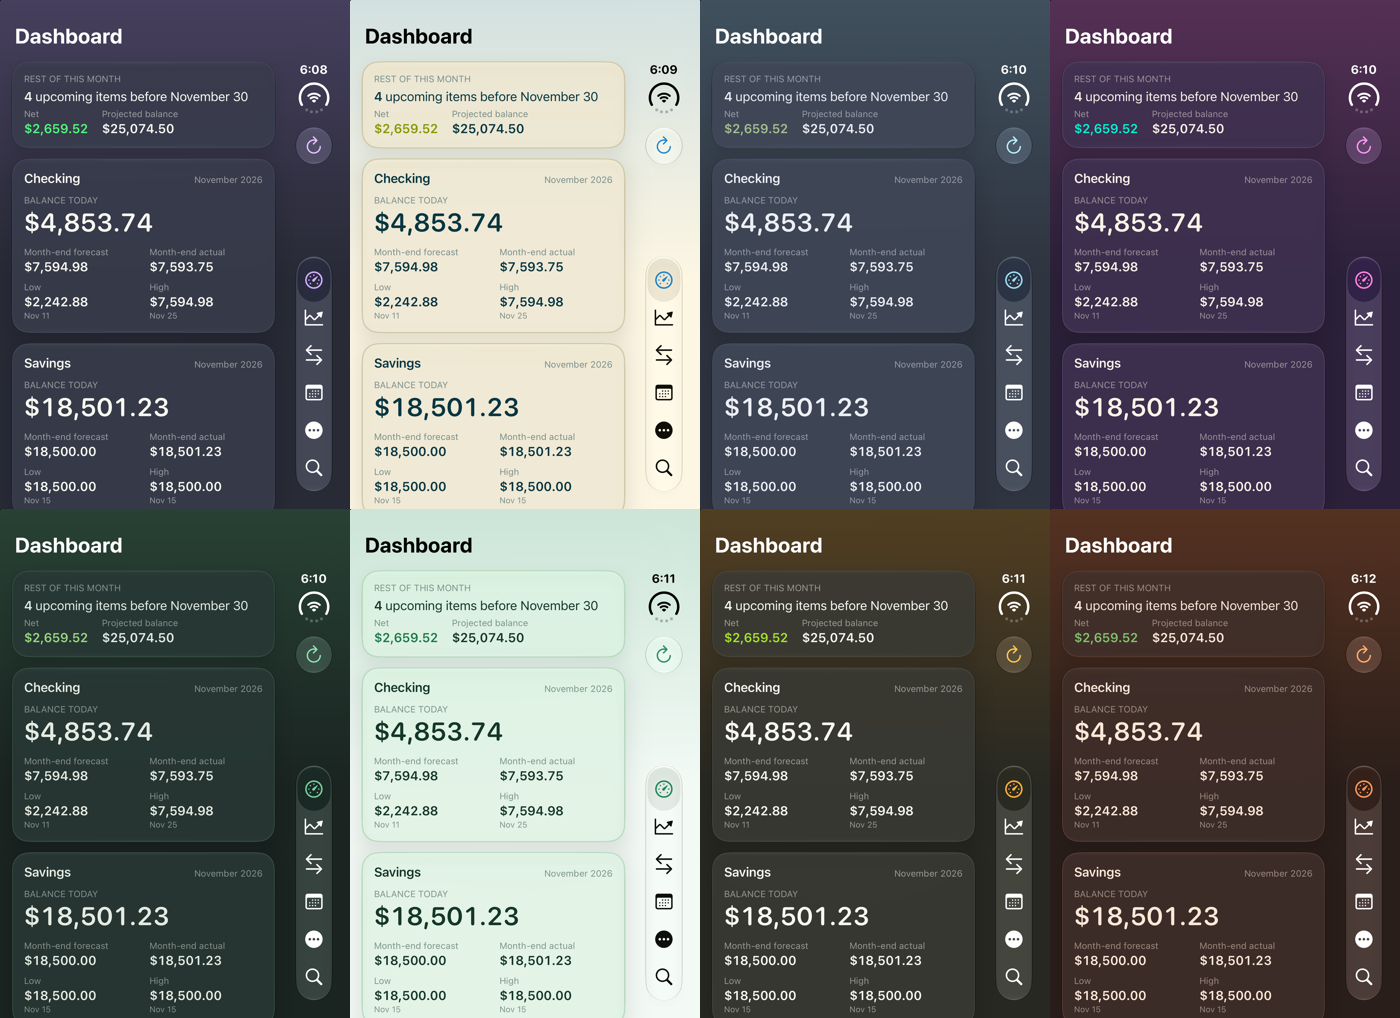 Dashboard
6:08
REST OF THIS MONTH
4 upcoming items before November 30
Net Projected balance
$2,659.52 $25,074.50
Checking November 2026
BALANCE TODAY
$4,853.74
Month-end forecast Month-end actual
$7,594.98 $7,593.75
Low High
$2,242.88 $7,594.98
Nov 11 Nov 25
Savings November 2026
BALANCE TODAY
$18,501.23
Month-end forecast Month-end actual
$18,500.00 $18,501.23
Low High
$18,500.00 $18,500.00
Nov 15 Nov 15
Dashboard
6:09
REST OF THIS MONTH
4 upcoming items before November 30
Net Projected balance
$2,659.52 $25,074.50
Checking November 2026
BALANCE TODAY
$4,853.74
Month-end forecast Month-end actual
$7,594.98 $7,593.75
Low High
$2,242.88 $7,594.98
Nov 11 Nov 25
Savings November 2026
BALANCE TODAY
$18,501.23
Month-end forecast Month-end actual
$18,500.00 $18,501.23
Low High
$18,500.00 $18,500.00
Nov 15 Nov 15
Dashboard
6:10
REST OF THIS MONTH
4 upcoming items before November 30
Net Projected balance
$2,659.52 $25,074.50
Checking November 2026
BALANCE TODAY
$4,853.74
Month-end forecast Month-end actual
$7,594.98 $7,593.75
Low High
$2,242.88 $7,594.98
Nov 11 Nov 25
Savings November 2026
BALANCE TODAY
$18,501.23
Month-end forecast Month-end actual
$18,500.00 $18,501.23
Low High
$18,500.00 $18,500.00
Nov 15 Nov 15
Dashboard
6:10
REST OF THIS MONTH
4 upcoming items before November 30
Net Projected balance
$2,659.52 $25,074.50
Checking November 2026
BALANCE TODAY
$4,853.74
Month-end forecast Month-end actual
$7,594.98 $7,593.75
Low High
$2,242.88 $7,594.98
Nov 11 Nov 25
Savings November 2026
BALANCE TODAY
$18,501.23
Month-end forecast Month-end actual
$18,500.00 $18,501.23
Low High
$18,500.00 $18,500.00
Nov 15 Nov 15
Dashboard
6:10
REST OF THIS MONTH
4 upcoming items before November 30
Net Projected balance
$2,659.52 $25,074.50
Checking November 2026
BALANCE TODAY
$4,853.74
Month-end forecast Month-end actual
$7,594.98 $7,593.75
Low High
$2,242.88 $7,594.98
Nov 11 Nov 25
Savings November 2026
BALANCE TODAY
$18,501.23
Month-end forecast Month-end actual
$18,500.00 $18,501.23
Low High
$18,500.00 $18,500.00
Nov 15 Nov 15
Dashboard
6:11
REST OF THIS MONTH
4 upcoming items before November 30
Net Projected balance
$2,659.52 $25,074.50
Checking November 2026
BALANCE TODAY
$4,853.74
Month-end forecast Month-end actual
$7,594.98 $7,593.75
Low High
$2,242.88 $7,594.98
Nov 11 Nov 25
Savings November 2026
BALANCE TODAY
$18,501.23
Month-end forecast Month-end actual
$18,500.00 $18,501.23
Low High
$18,500.00 $18,500.00
Nov 15 Nov 15
Dashboard
6:11
REST OF THIS MONTH
4 upcoming items before November 30
Net Projected balance
$2,659.52 $25,074.50
Checking November 2026
BALANCE TODAY
$4,853.74
Month-end forecast Month-end actual
$7,594.98 $7,593.75
Low High
$2,242.88 $7,594.98
Nov 11 Nov 25
Savings November 2026
BALANCE TODAY
$18,501.23
Month-end forecast Month-end actual
$18,500.00 $18,501.23
Low High
$18,500.00 $18,500.00
Nov 15 Nov 15
Dashboard
6:12
REST OF THIS MONTH
4 upcoming items before November 30
Net Projected balance
$2,659.52 $25,074.50
Checking November 2026
BALANCE TODAY
$4,853.74
Month-end forecast Month-end actual
$7,594.98 $7,593.75
Low High
$2,242.88 $7,594.98
Nov 11 Nov 25
Savings November 2026
BALANCE TODAY
$18,501.23
Month-end forecast Month-end actual
$18,500.00 $18,501.23
Low High
$18,500.00 $18,500.00
Nov 15 Nov 15